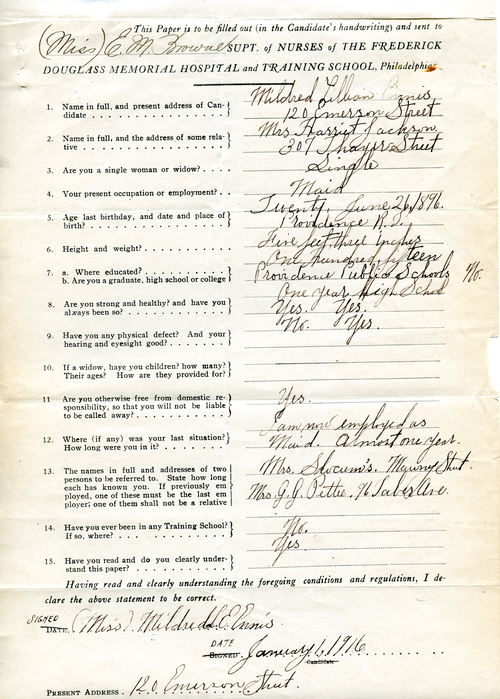 This Paper is to be filled out (in the Candidate's handwriting) and sent to
(Miss) E. M. Browne SUPT. of NURSES of THE FREDERICK
DOUGLASS MEMORIAL HOSPITAL and TRAINING SCHOOL, Philadelphia
1. Name in full, and present address of Candidate
Mildred Lillian Ennis
120 Emerson Street
2. Name in full, and the address of some relative
Mrs Harriet Jackson
307 Thayer Street
3. Are you a single woman or widow?
Single
4. Your present occupation or employment?
Maid
5. Age last birthday, and date and place of birth?
Twenty, June 26, 1896.
Providence R.I.
6. Height and weight?
Five feet three inches
One hundred, fifteen
7. a. Where educated?
b. Are you a graduate, high school or college
Providence Public Schools No.
One year High School
8. Are you strong and healthy? and have you always been so?
Yes. Yes.
9. Have you any physical defect? And your hearing and eyesight good?
No. Yes.
10. If a widow, have you children? how many? Their ages? How are they provided for?
11 Are you otherwise free from domestic responsibility, so that you will not be liable to be called away?
Yes.
12. Where (if any) was your last situation? How long were you in it?
I am now employed as
Maid. Almost one year.
13. The names in full and addresses of two persons to be referred to. State how long each has known you. If previously employed, one of these must be the last employer; one of them shall not be a relative
Mrs. Slocum's. Street.
Mrs. G. G. 96 Ave.
14. Have you ever been in any Training School? If so, where?
No.
15. Have you read and do you clearly understand this paper?
Yes
Having read and clearly understanding the foregoing conditions and regulations, I declare the above statement to be correct.
SIGNED
DATE, (Miss) Mildred L. Ennis
DATE
SIGNED January 1, 1916
Candidate
PRESENT ADDRESS. 120 Emerson Street.